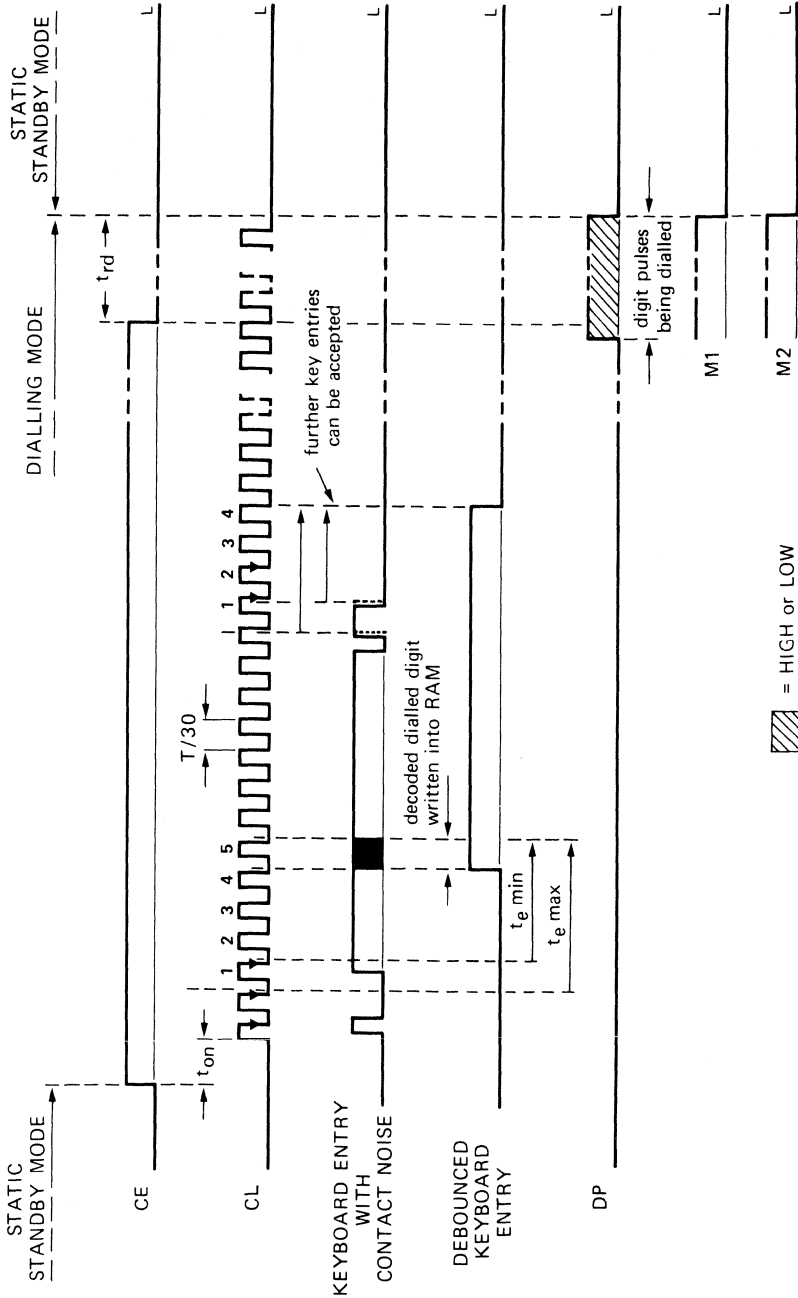 STATIC
STANDBY MODE
DIALLING MODE
STATIC
STANDBY MODE
CE
t_rd
L
t_on
T/30
CL
1 2 3 4 5
1 2 3 4
L
further key entries
can be accepted
KEYBOARD ENTRY
WITH
CONTACT NOISE
L
decoded dialled digit
written into RAM
DEBOUNCED
KEYBOARD
ENTRY
L
t_e min
t_e max
DP
L
digit pulses
being dialled
M1
L
M2
L
= HIGH or LOW